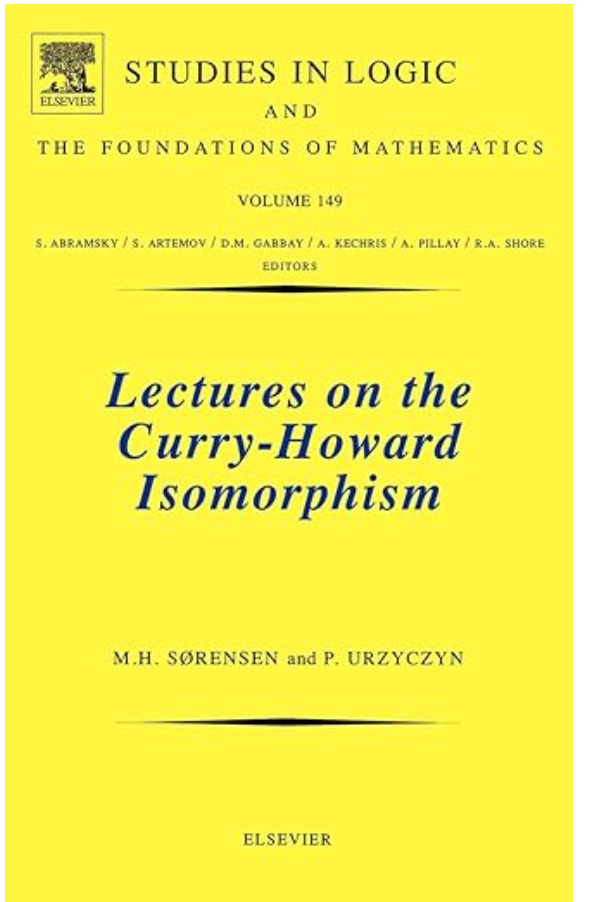 ELSEVIER
STUDIES IN LOGIC
AND
THE FOUNDATIONS OF MATHEMATICS
VOLUME 149
S. ABRAMSKY / S. ARTEMOV / D.M. GABBAY / A. KECHRIS / A. PILLAY / R.A. SHORE
EDITORS
Lectures on the
Curry-Howard
Isomorphism
M.H. SØRENSEN and P. URZYCZYN
ELSEVIER